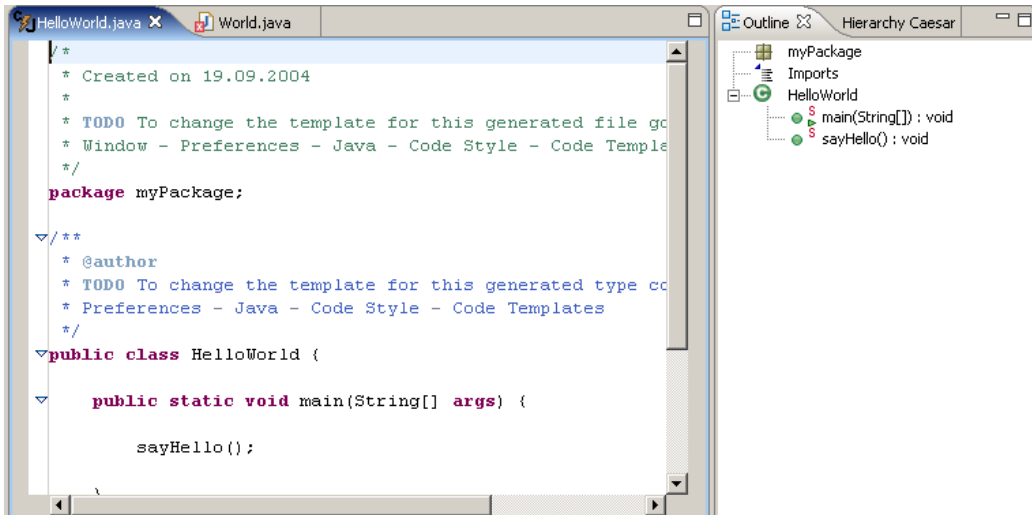 HelloWorld.java
World.java
/*
* Created on 19.09.2004
*
* TODO To change the template for this generated file go
* Window - Preferences - Java - Code Style - Code Templa
*/
package myPackage;
/**
* @author
* TODO To change the template for this generated type co
* Preferences - Java - Code Style - Code Templates
*/
public class HelloWorld {
public static void main(String[] args) {
sayHello();
}
Outline
Hierarchy Caesar
myPackage
Imports
HelloWorld
main(String[]) : void
sayHello() : void